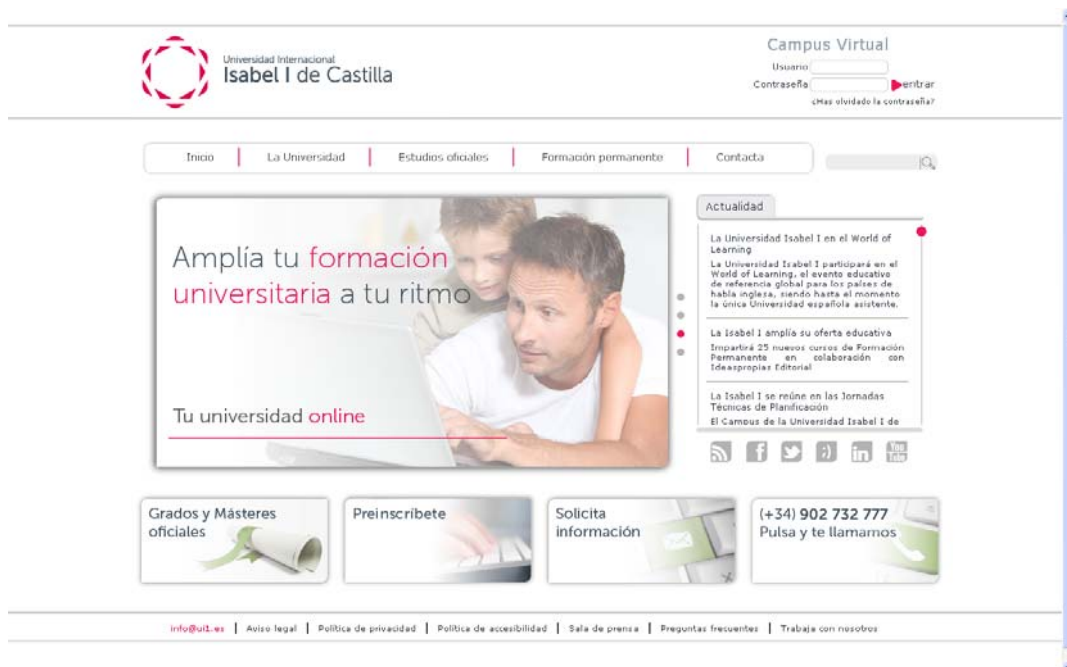 Universidad Internacional
Isabel I de Castilla
Campus Virtual
Usuario
Contraseña
entrar
¿Has olvidado la contraseña?
Inicio
La Universidad
Estudios oficiales
Formación permanente
Contacta
Amplía tu formación
universitaria a tu ritmo
Tu universidad online
Actualidad
La Universidad Isabel I en el World of
Learning
La Universidad Isabel I participará en el
World of Learning, el evento educativo
de referencia global para los países de
habla inglesa, siendo hasta el momento
la única Universidad española asistente.
La Isabel I amplía su oferta educativa
Impartirá 25 nuevos cursos de Formación
Permanente en colaboración con
Ideaspropias Editorial
La Isabel I se reúne en las Jornadas
Técnicas de Planificación
El Campus de la Universidad Isabel I de
You
Tube
Grados y Másteres
oficiales
Preinscríbete
Solicita
información
(+34) 902 732 777
Pulsa y te llamamos
info@ui1.es | Aviso legal | Política de privacidad | Política de accesibilidad | Sala de prensa | Preguntas frecuentes | Trabaja con nosotros